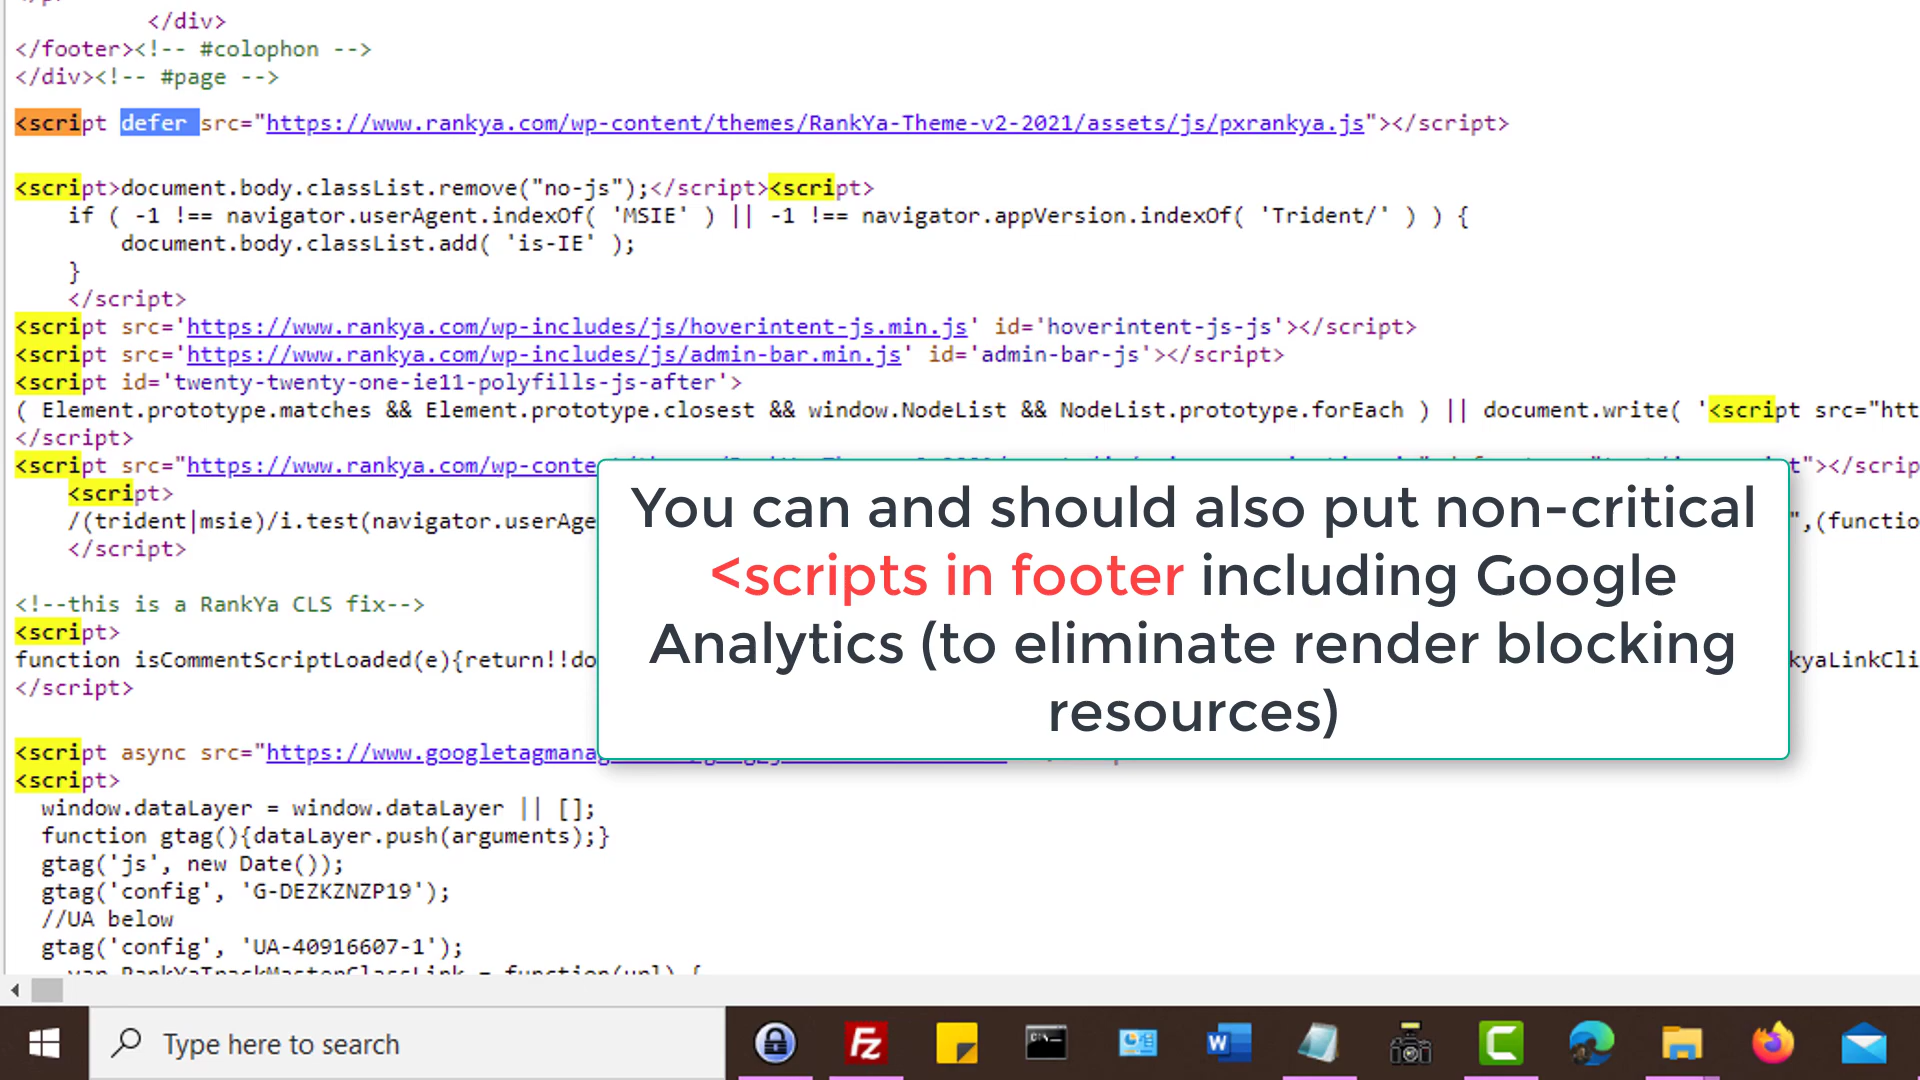 </div>
</footer><!-- #colophon -->
</div><!-- #page -->
<script defer src="https://www.rankya.com/wp-content/themes/RankYa-Theme-v2-2021/assets/js/pxrankya.js"></script>
<script>document.body.classList.remove("no-js");</script><script>
if ( -1 !== navigator.userAgent.indexOf( 'MSIE' ) || -1 !== navigator.appVersion.indexOf( 'Trident/' ) ) {
document.body.classList.add( 'is-IE' );
}
</script>
<script src='https://www.rankya.com/wp-includes/js/hoverintent-js.min.js' id='hoverintent-js-js'></script>
<script src='https://www.rankya.com/wp-includes/js/admin-bar.min.js' id='admin-bar-js'></script>
<script id='twenty-twenty-one-ie11-polyfills-js-after'>
( Element.prototype.matches && Element.prototype.closest && window.NodeList && NodeList.prototype.forEach ) || document.write( '<script src="htt
</script>
<script src="https://www.rankya.com/wp-conte t"></scrip
<script>
/(trident|msie)/i.test(navigator.userAge ",(functio
</script>
You can and should also put non-critical
<scripts in footer including Google
Analytics (to eliminate render blocking
resources)
<!--this is a RankYa CLS fix-->
<script>
function isCommentScriptLoaded(e){return!!do kyaLinkCli
</script>
<script async src="https://www.googletagmana
<script>
window.dataLayer = window.dataLayer || [];
function gtag(){dataLayer.push(arguments);}
gtag('js', new Date());
gtag('config', 'G-DEZKZNZP19');
//UA below
gtag('config', 'UA-40916607-1');
var RankYaTrackMasterClassLink = function(url) {
Type here to search